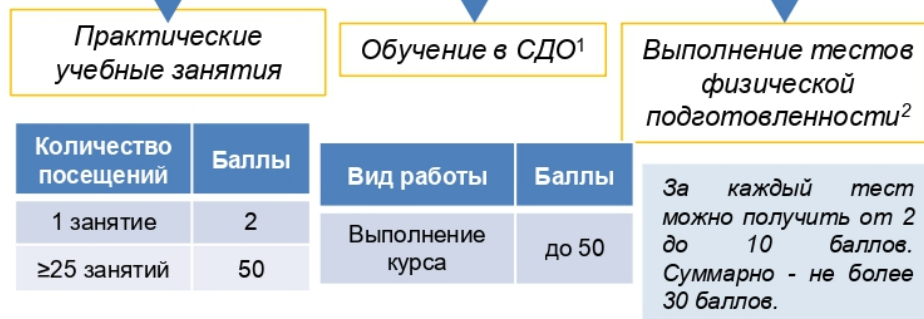 Практические
учебные занятия
Количество посещений Баллы
1 занятие 2
≥25 занятий 50
Обучение в СДО¹
Вид работы Баллы
Выполнение курса до 50
Выполнение тестов
физической
подготовленности²
За каждый тест
можно получить от 2
до 10 баллов.
Суммарно - не более
30 баллов.